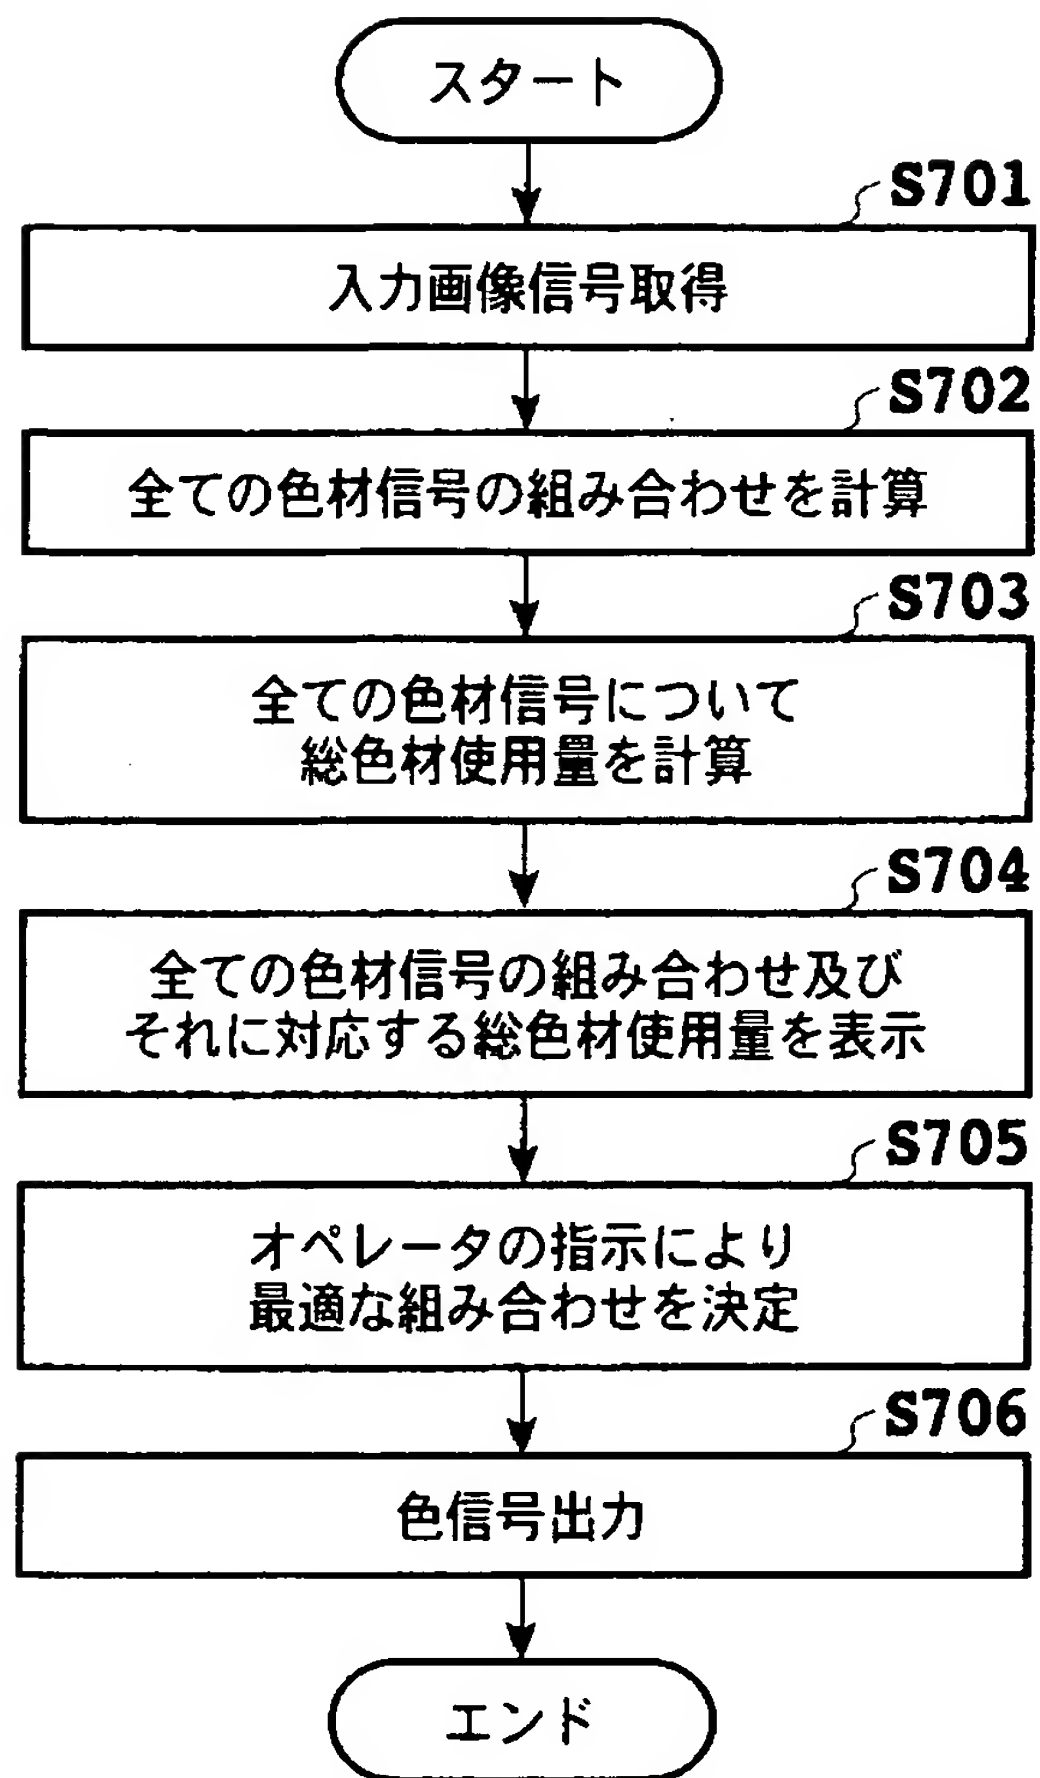 スタート
S701
入力画像信号取得
S702
全ての色材信号の組み合わせを計算
S703
全ての色材信号について
総色材使用量を計算
S704
全ての色材信号の組み合わせ及び
それに対応する総色材使用量を表示
S705
オペレータの指示により
最適な組み合わせを決定
S706
色信号出力
エンド